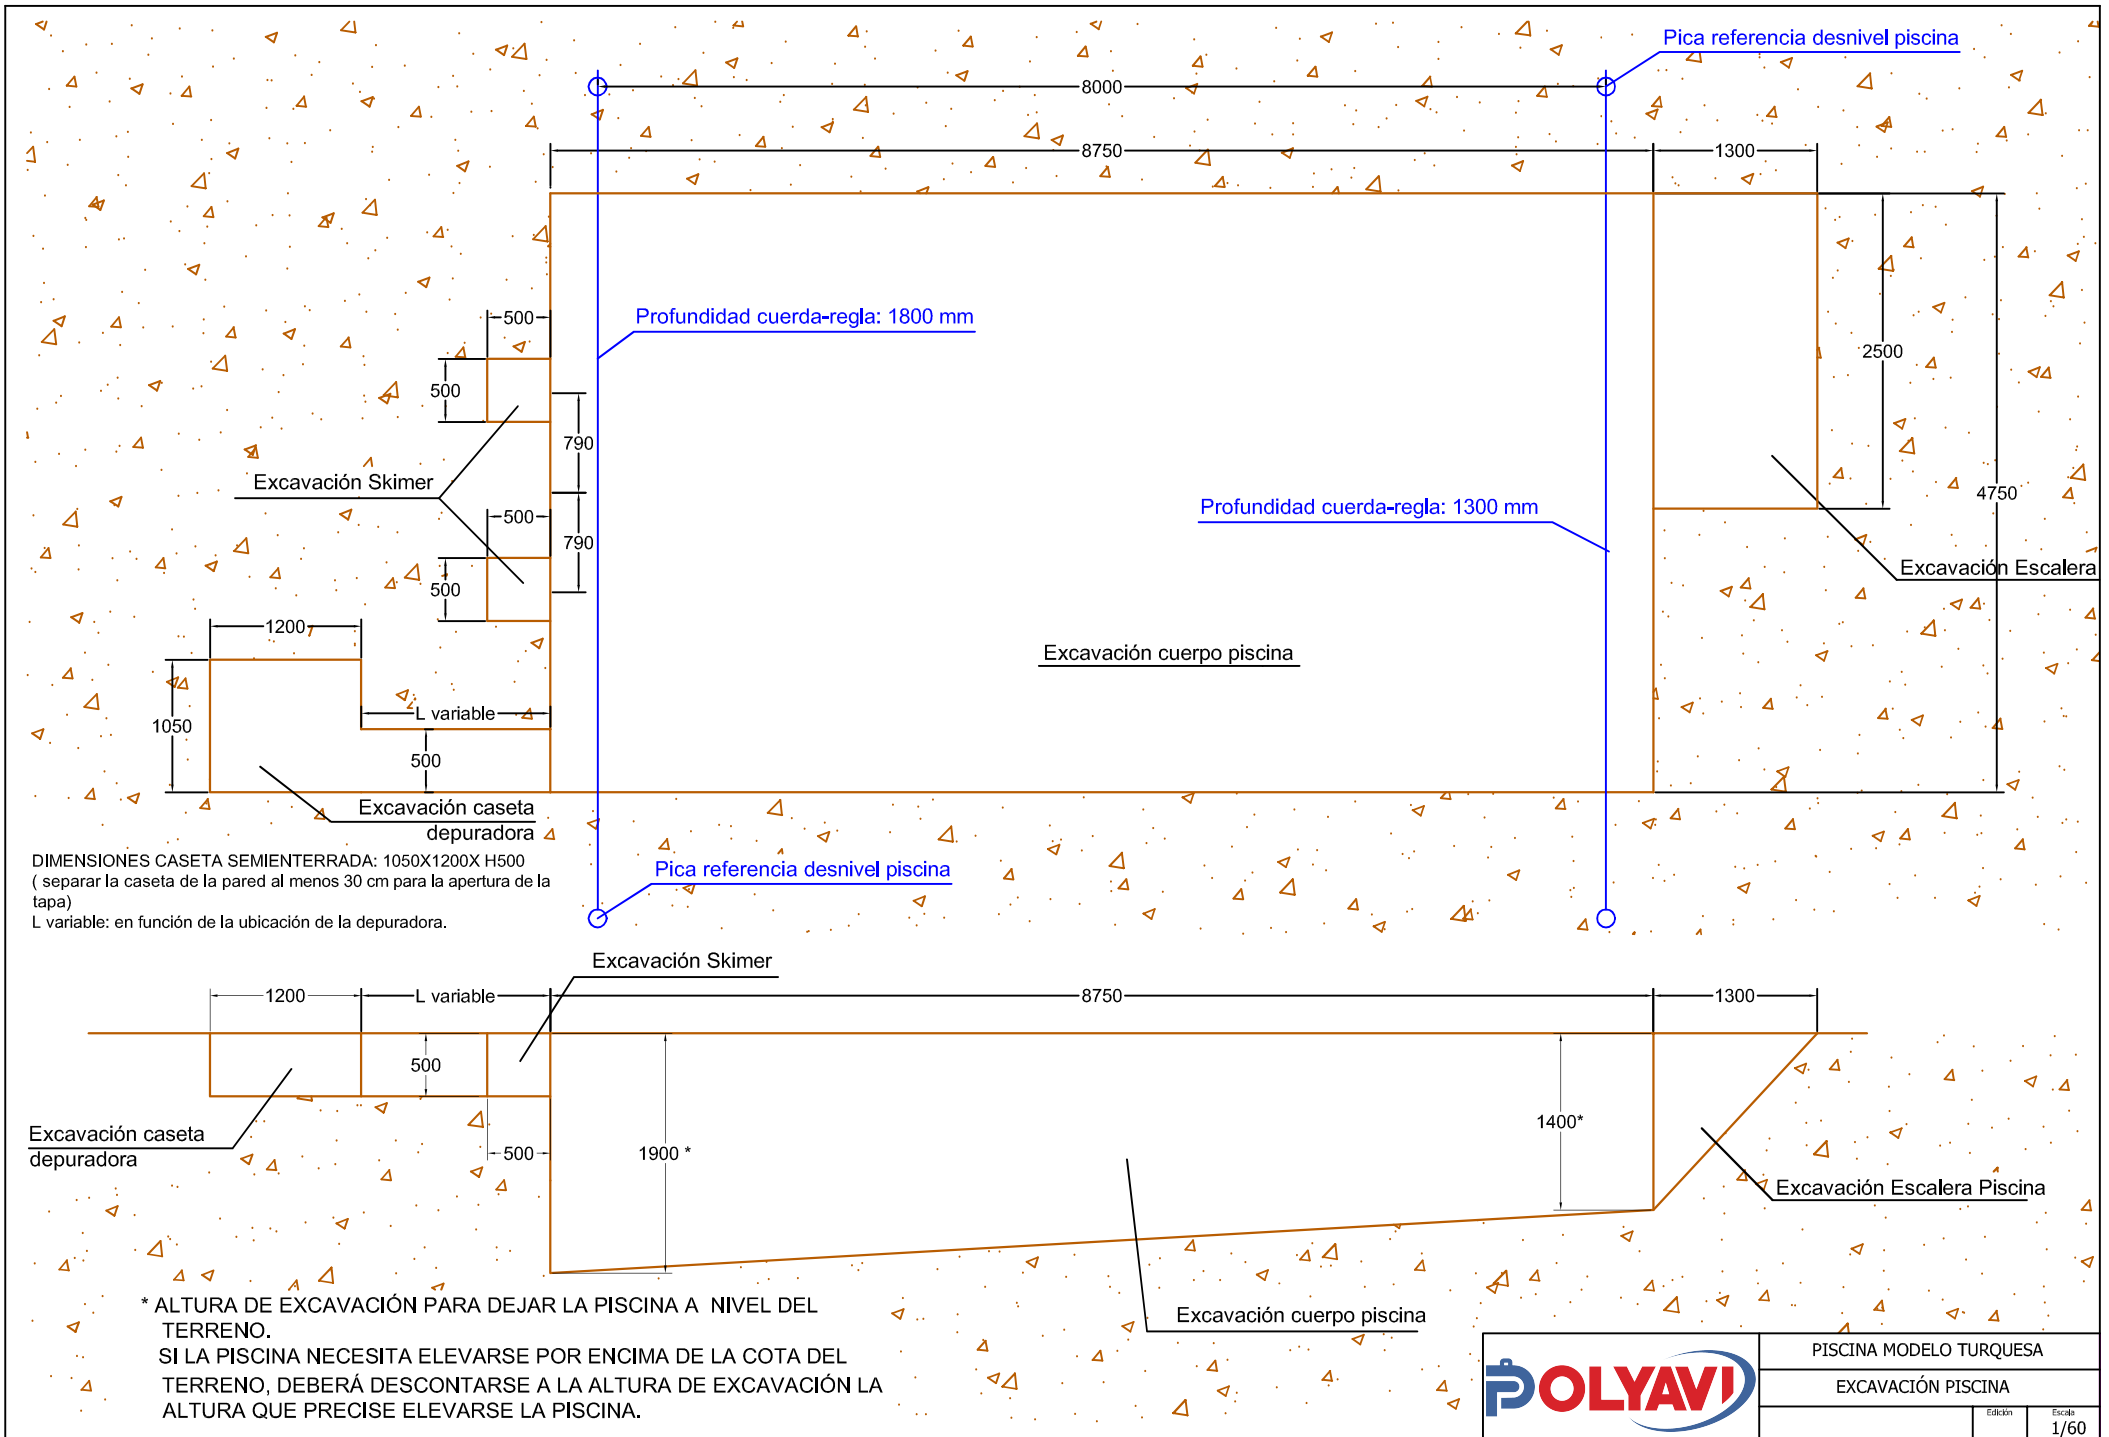 Pica referencia desnivel piscina
8000
8750
1300
Profundidad cuerda-regla: 1800 mm
500
500
2500
790
Excavación Skimer
4750
Profundidad cuerda-regla: 1300 mm
500
790
500
Excavación Escalera
1200
Excavación cuerpo piscina
L variable
1050
500
Excavación caseta
depuradora
DIMENSIONES CASETA SEMIENTERRADA: 1050X1200X H500
( separar la caseta de la pared al menos 30 cm para la apertura de la
tapa)
L variable: en función de la ubicación de la depuradora.
Pica referencia desnivel piscina
Excavación Skimer
1200
L variable
8750
1300
500
1400*
Excavación caseta
depuradora
500
1900 *
Excavación Escalera Piscina
* ALTURA DE EXCAVACIÓN PARA DEJAR LA PISCINA A NIVEL DEL
TERRENO.
SI LA PISCINA NECESITA ELEVARSE POR ENCIMA DE LA COTA DEL
TERRENO, DEBERÁ DESCONTARSE A LA ALTURA DE EXCAVACIÓN LA
ALTURA QUE PRECISE ELEVARSE LA PISCINA.
Excavación cuerpo piscina
POLYAVI
PISCINA MODELO TURQUESA
EXCAVACIÓN PISCINA
Edición
Escala
1/60